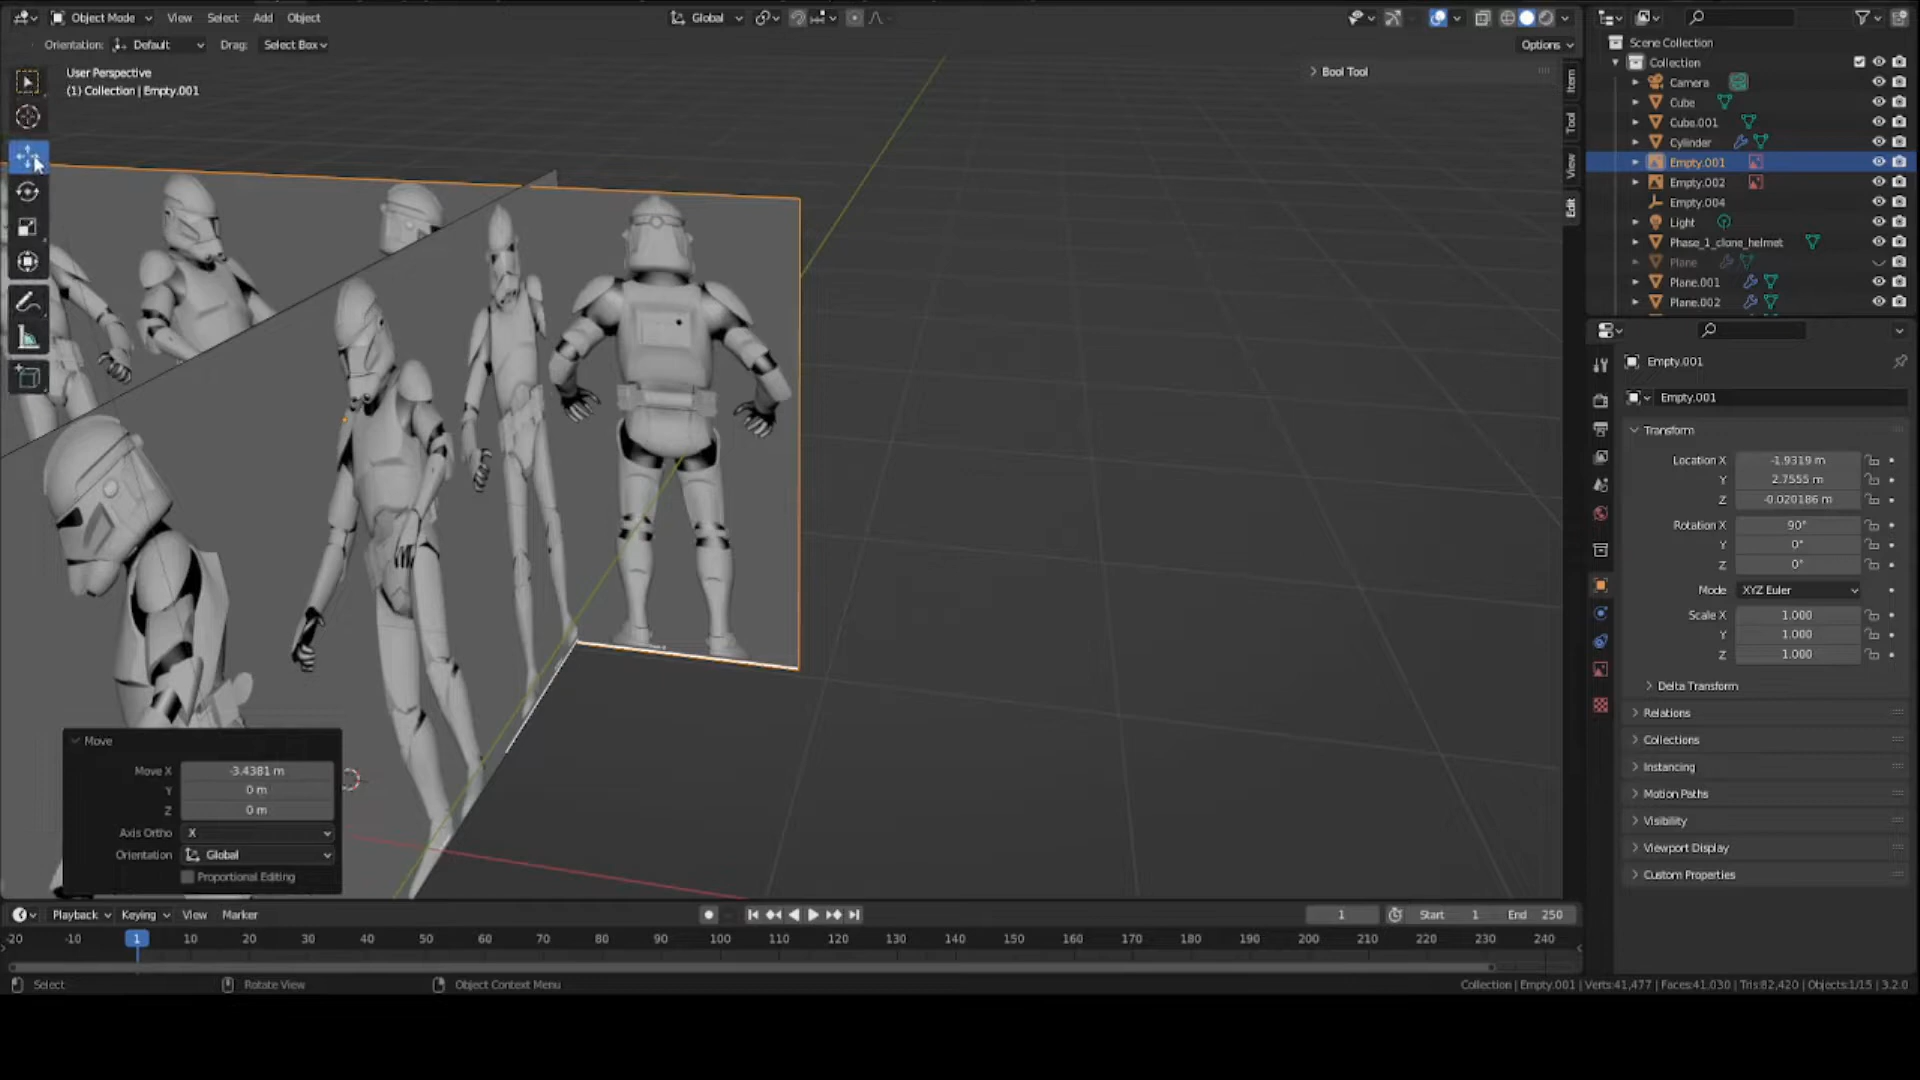 Object Mode View Select Add Object
Global
Orientation: Default Drag: Select Box
Options
User Perspective
(1) Collection | Empty.001
Bool Tool
Item
Tool
View
Edit
Scene Collection
Collection
Camera
Cube
Cube.001
Cylinder
Empty.001
Empty.002
Empty.004
Light
Phase_1_clone_helmet
Plane
Plane.001
Plane.002
Empty.001
Empty.001
Transform
Location X -1.9319 m
Y 2.7555 m
Z -0.020186 m
Rotation X 90°
Y 0°
Z 0°
Mode XYZ Euler
Scale X 1.000
Y 1.000
Z 1.000
Delta Transform
Relations
Collections
Instancing
Motion Paths
Visibility
Viewport Display
Custom Properties
Move
Move X -3.4381 m
Y 0 m
Z 0 m
Axis Ortho X
Orientation Global
Proportional Editing
Playback Keying View Marker
1 Start 1 End 250
-20 -10 1 10 20 30 40 50 60 70 80 90 100 110 120 130 140 150 160 170 180 190 200 210 220 230 240
Select Rotate View Object Context Menu
Collection | Empty.001 | Verts:41,477 | Faces:41,030 | Tris:82,420 | Objects:1/15 | 3.2.0